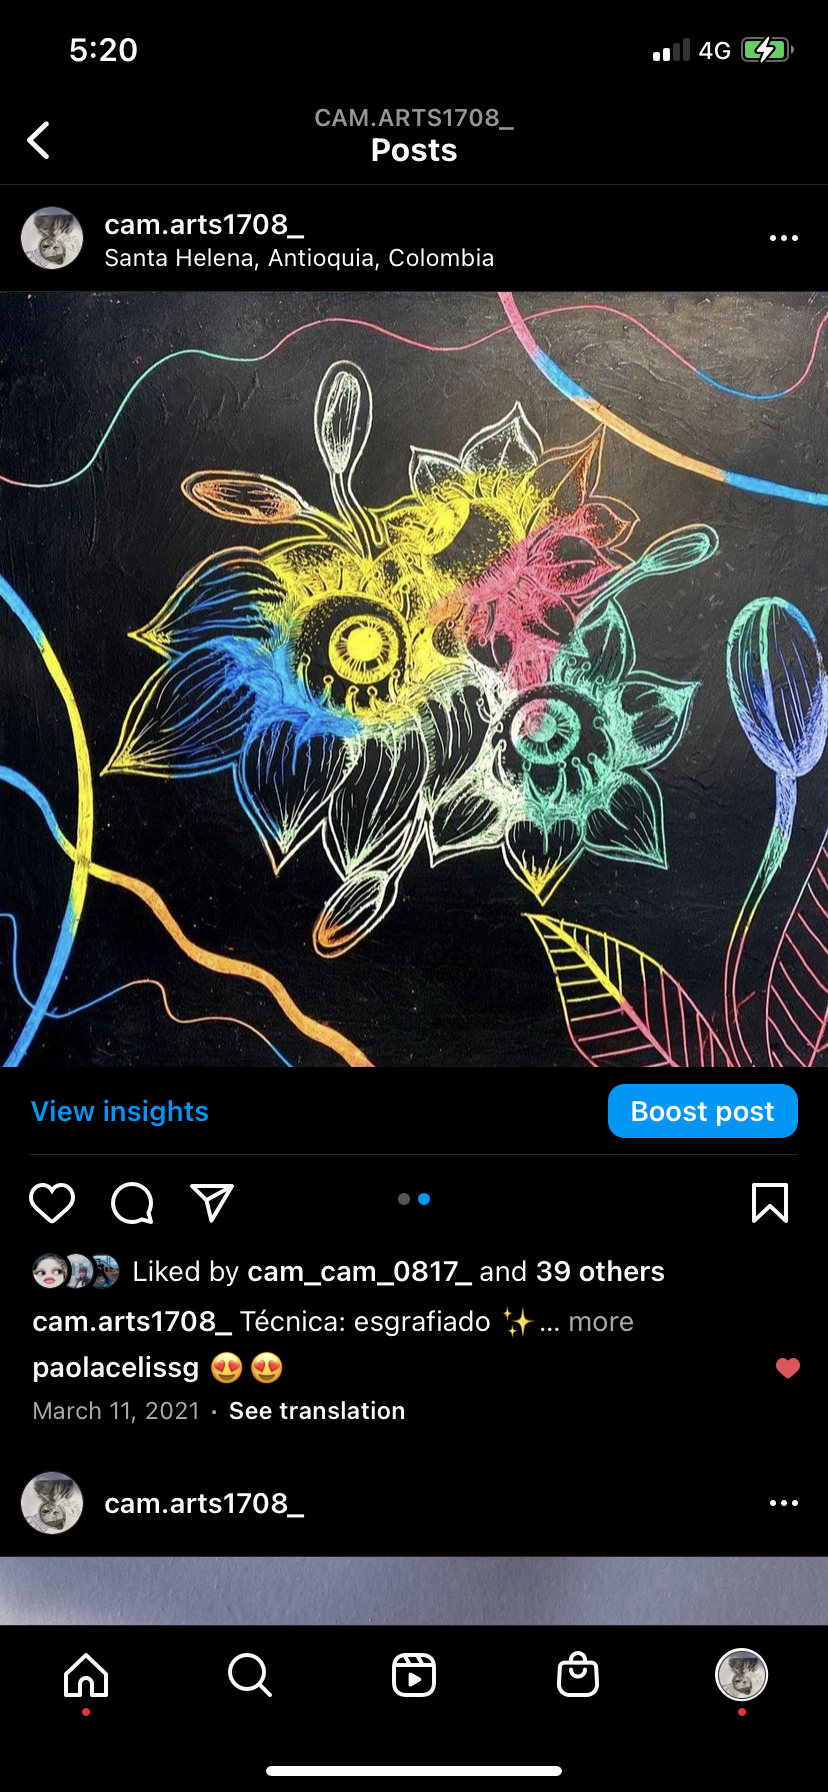 5:20
4G
CAM.ARTS1708_
Posts
cam.arts1708_
Santa Helena, Antioquia, Colombia
View insights
Boost post
Liked by cam_cam_0817_ and 39 others
cam.arts1708_ Técnica: esgrafiado ✨... more
paolacelissg 😍😍
March 11, 2021 · See translation
cam.arts1708_